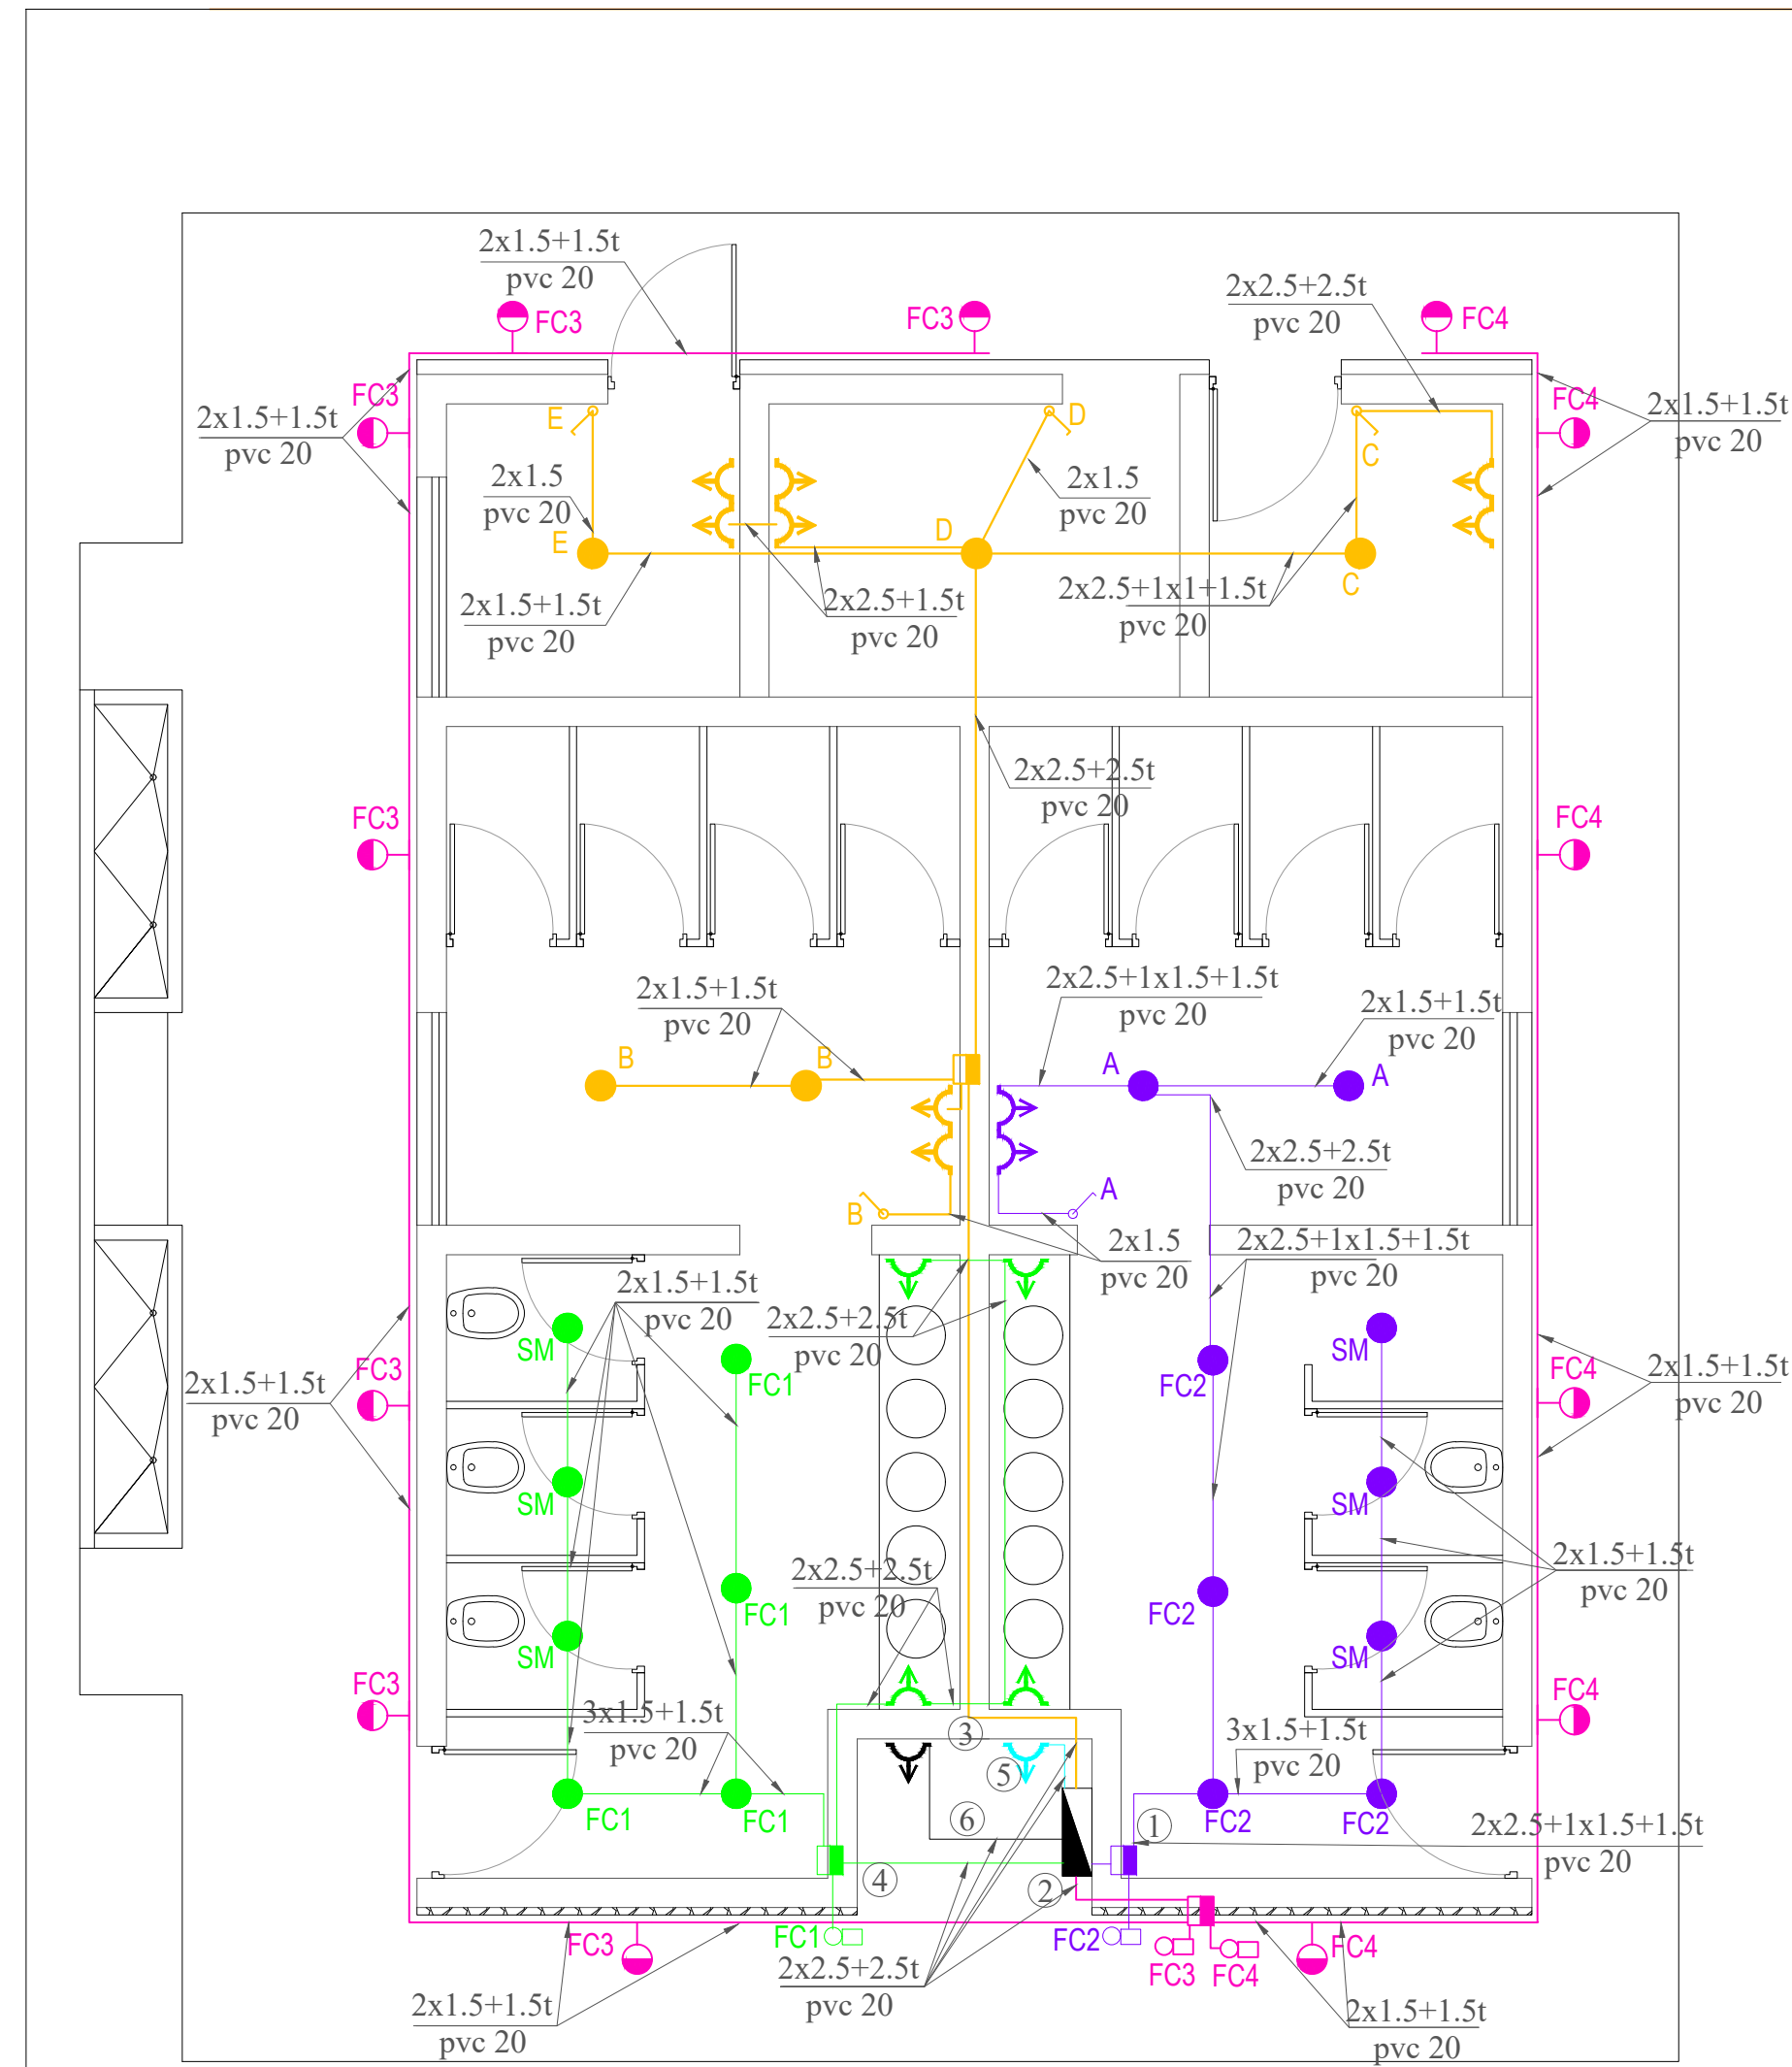 2x1.5+1.5t
pvc 20
FC3
FC3
2x2.5+2.5t
pvc 20
FC4
FC3
2x1.5+1.5t
pvc 20
E
D
C
FC4
2x1.5+1.5t
pvc 20
2x1.5
pvc 20
2x1.5
pvc 20
E
D
C
2x1.5+1.5t
pvc 20
2x2.5+1.5t
pvc 20
2x2.5+1x1+1.5t
pvc 20
2x2.5+2.5t
pvc 20
FC3
FC4
2x1.5+1.5t
pvc 20
2x2.5+1x1.5+1.5t
pvc 20
2x1.5+1.5t
pvc 20
B
B
A
A
2x2.5+2.5t
pvc 20
B
A
2x1.5
pvc 20
2x2.5+1x1.5+1.5t
pvc 20
2x1.5+1.5t
pvc 20
2x2.5+2.5t
pvc 20
SM
FC1
FC2
SM
2x1.5+1.5t
pvc 20
FC3
FC4
2x1.5+1.5t
pvc 20
SM
SM
2x2.5+2.5t
pvc 20
2x1.5+1.5t
pvc 20
FC1
FC2
SM
SM
FC3
FC4
3x1.5+1.5t
pvc 20
3
3x1.5+1.5t
pvc 20
5
FC1
FC1
6
1
FC2
FC2
2x2.5+1x1.5+1.5t
pvc 20
4
2
FC3
FC1
FC2
FC3
FC4
FC4
2x2.5+2.5t
pvc 20
2x1.5+1.5t
pvc 20
2x1.5+1.5t
pvc 20